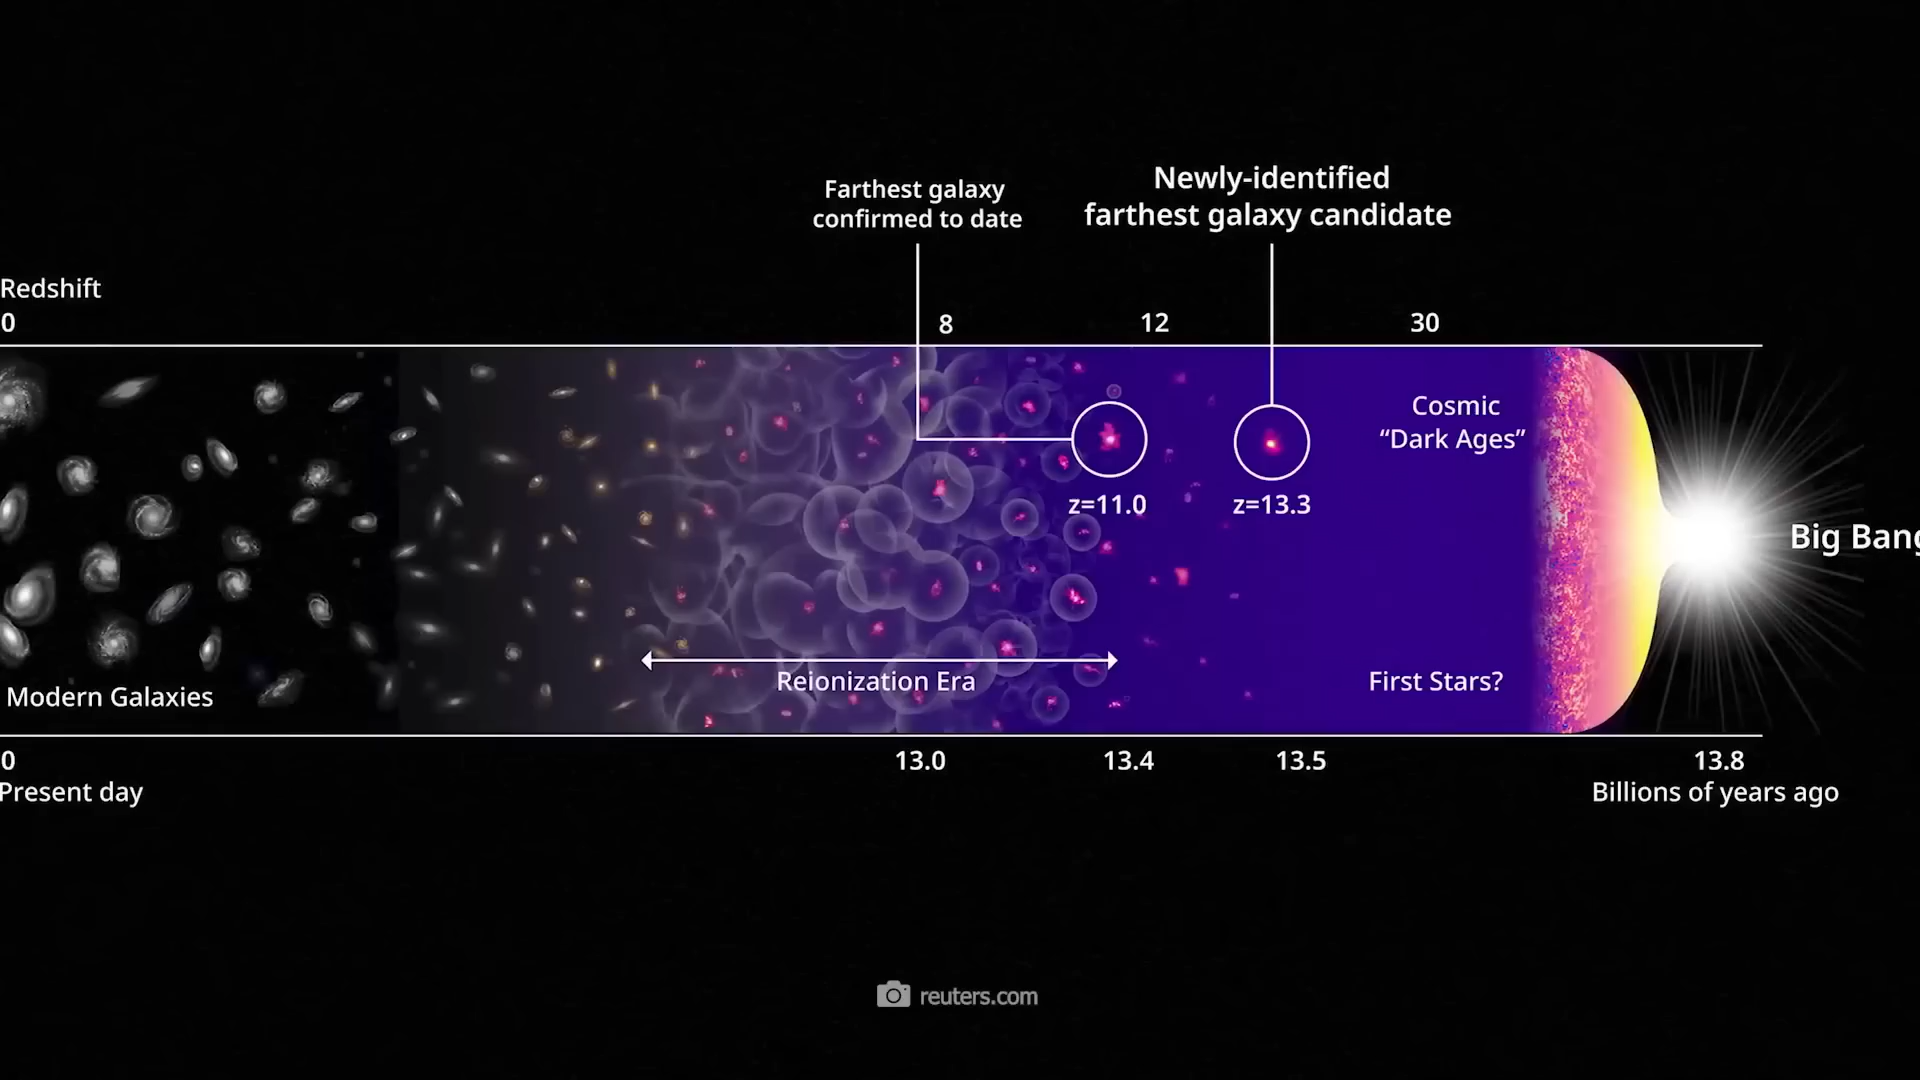 Farthest galaxy
confirmed to date
Newly-identified
farthest galaxy candidate
Redshift
0
8
12
30
Cosmic
“Dark Ages”
z=11.0
z=13.3
Big Bang
Reionization Era
First Stars?
Modern Galaxies
0
13.0
13.4
13.5
13.8
Present day
Billions of years ago
reuters.com